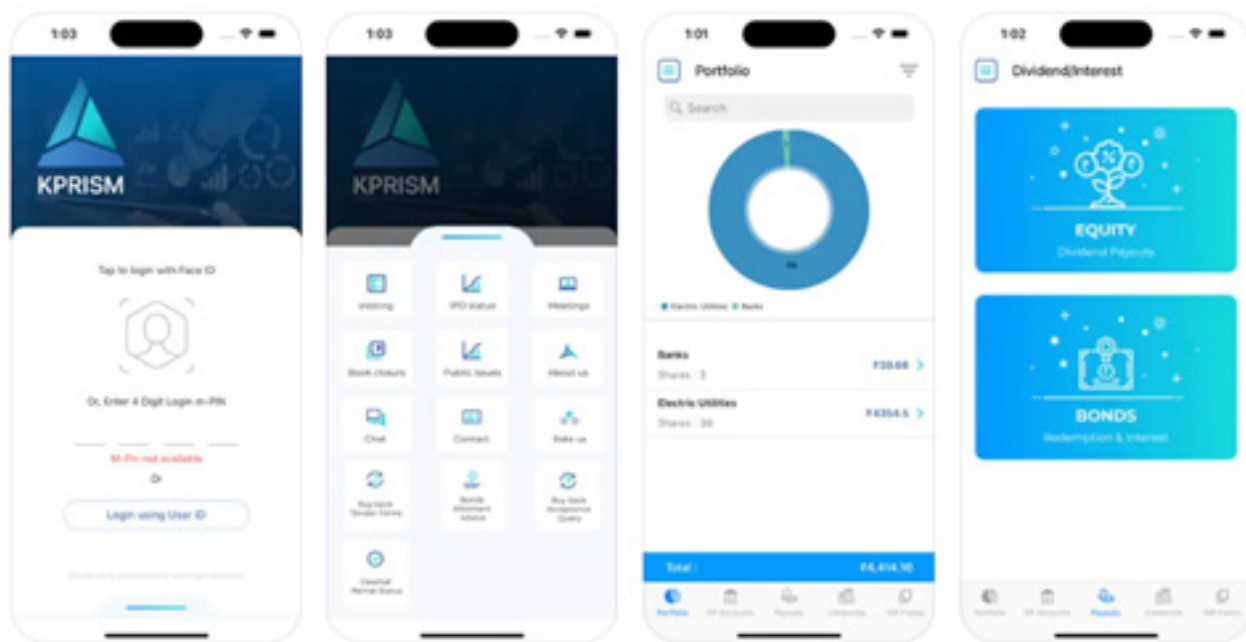 1:03
KPRISM
Tap to login with Face ID
Or, Enter 4 Digit Login m-PIN
M-Pin not available
Or
Login using User ID
1:03
KPRISM
eVoting
IPO status
Meetings
Book closure
Public issues
About us
Chat
Contact
Rate us
Buy back
Tender Forms
Bonds
Allotment
Advice
Buy back
Acceptance
Query
Demat
Remat Status
1:01
Portfolio
Search
Electric Utilities
Banks
Banks
Shares : 3
₹59.66
Electric Utilities
Shares : 30
₹4354.5
Total :
₹4,414.16
Portfolio
DP Accounts
Payouts
Corporate
ISR Forms
1:02
Dividend/Interest
EQUITY
Dividend Payouts
BONDS
Redemption & Interest
Portfolio
DP Accounts
Payouts
Corporate
ISR Forms